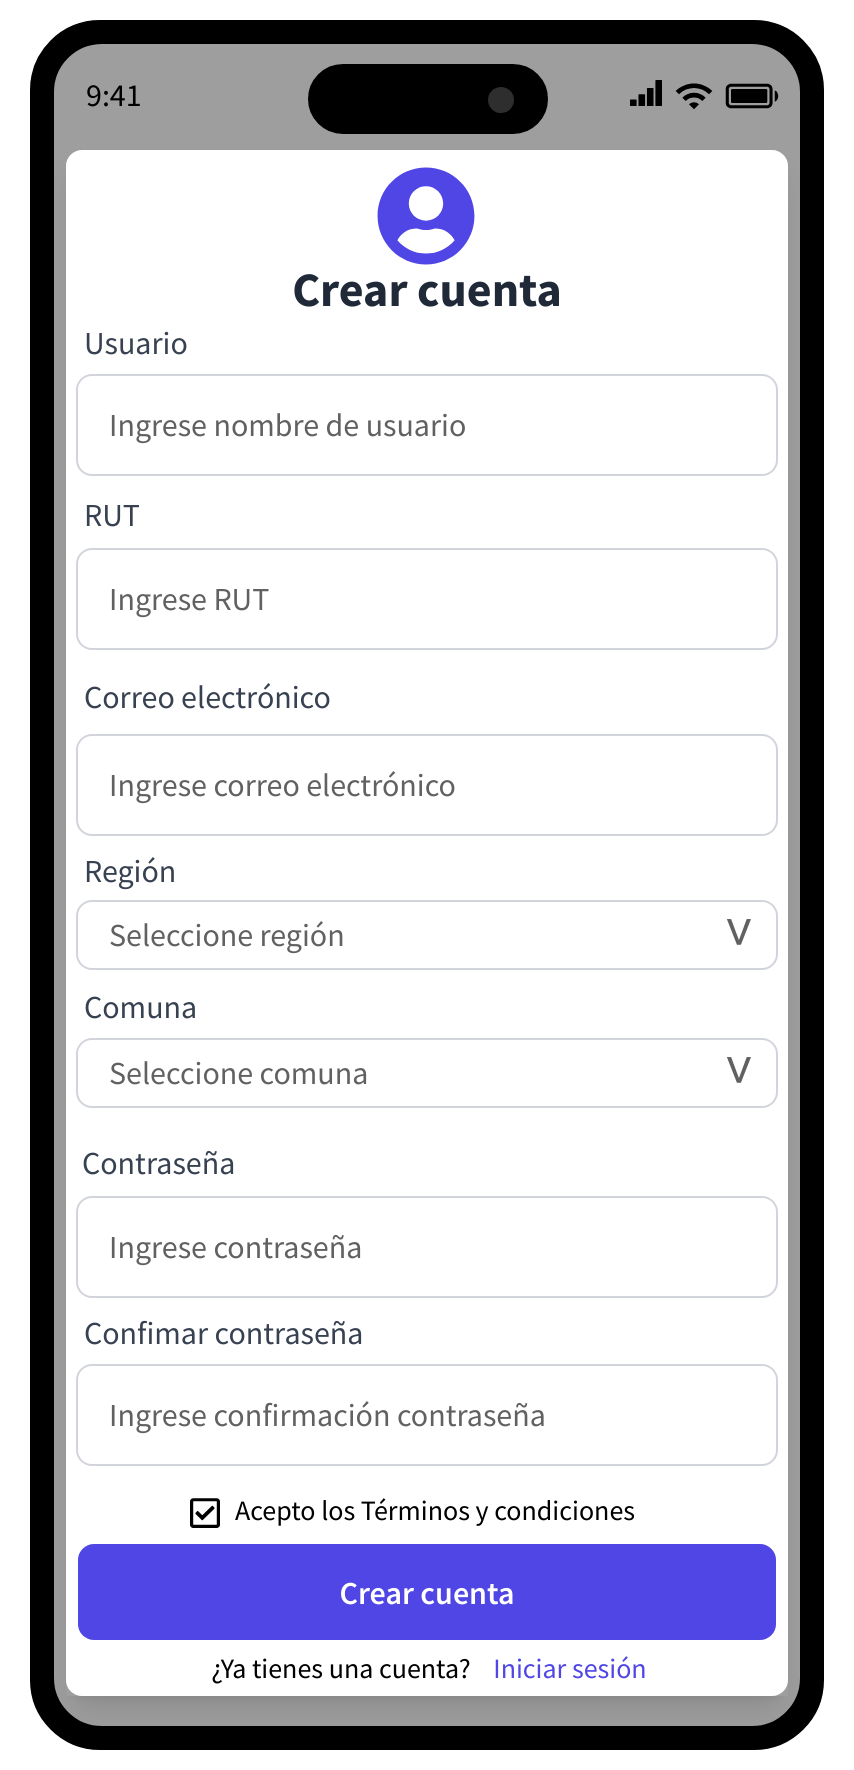 9:41
Crear cuenta
Usuario
Ingrese nombre de usuario
RUT
Ingrese RUT
Correo electrónico
Ingrese correo electrónico
Región
Seleccione región V
Comuna
Seleccione comuna V
Contraseña
Ingrese contraseña
Confimar contraseña
Ingrese confirmación contraseña
Acepto los Términos y condiciones
Crear cuenta
¿Ya tienes una cuenta? Iniciar sesión